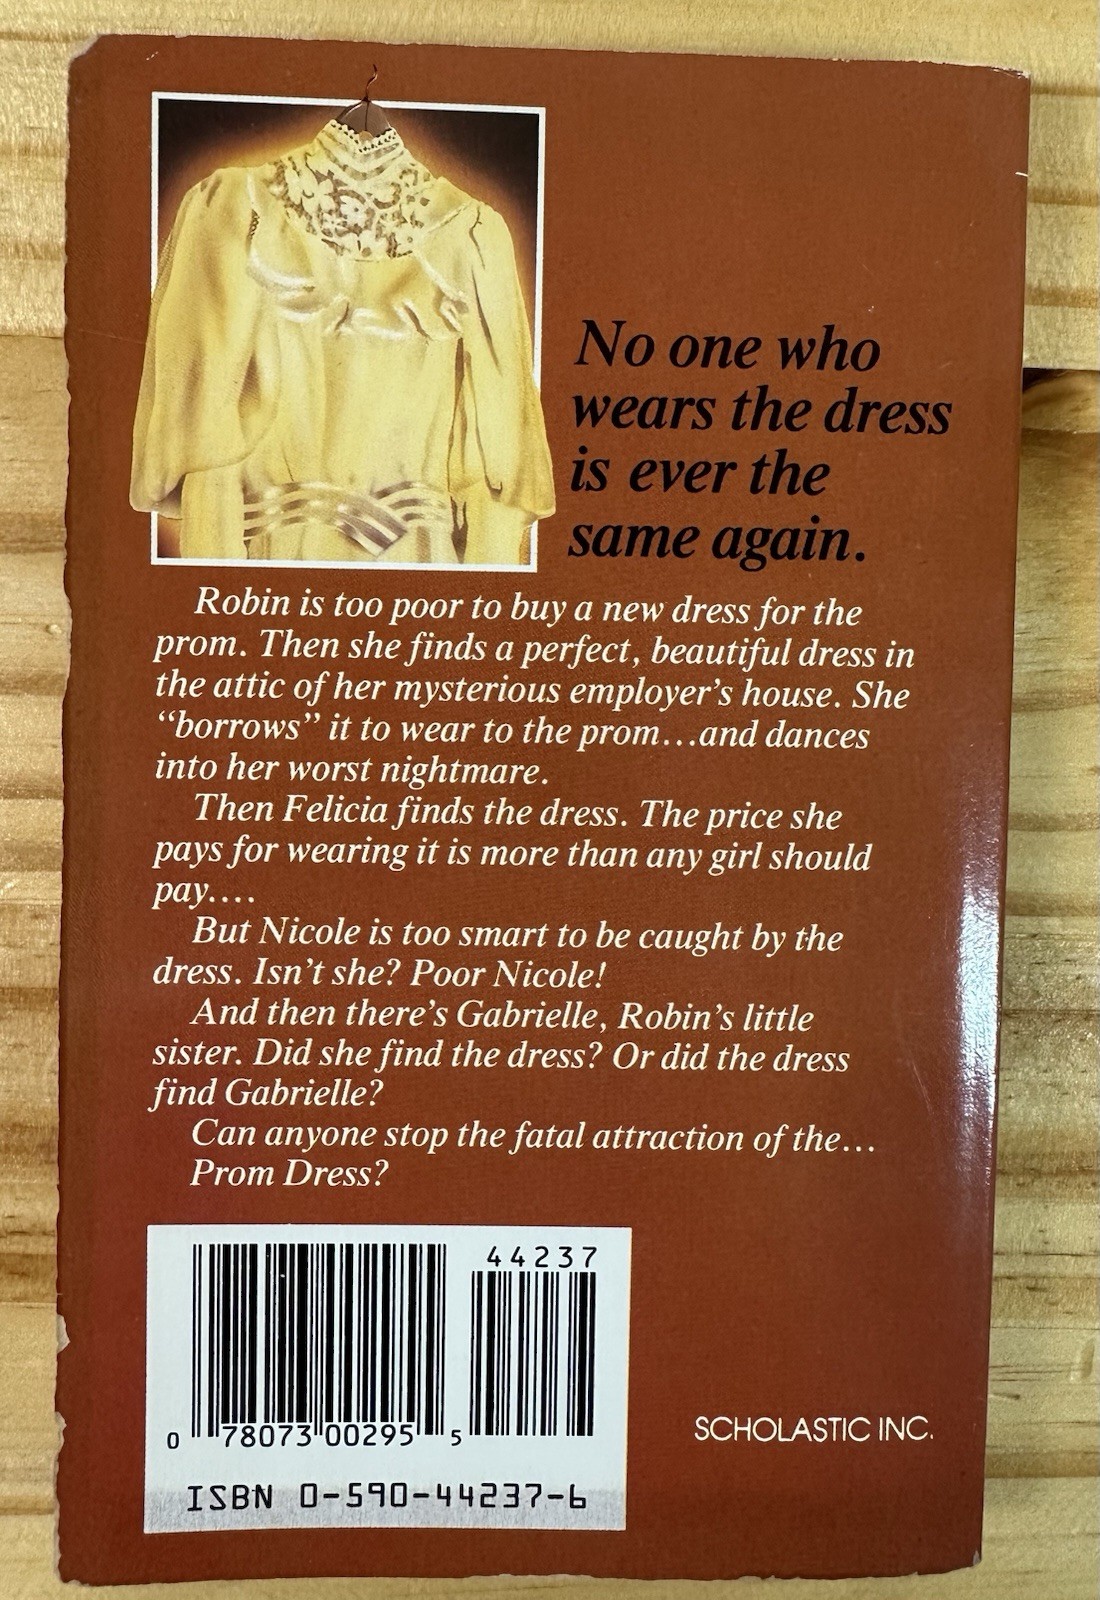 No one who
wears the dress
is ever the
same again.
Robin is too poor to buy a new dress for the
prom. Then she finds a perfect, beautiful dress in
the attic of her mysterious employer's house. She
“borrows” it to wear to the prom...and dances
into her worst nightmare.
Then Felicia finds the dress. The price she
pays for wearing it is more than any girl should
pay....
But Nicole is too smart to be caught by the
dress. Isn't she? Poor Nicole!
And then there's Gabrielle, Robin's little
sister. Did she find the dress? Or did the dress
find Gabrielle?
Can anyone stop the fatal attraction of the...
Prom Dress?
44237
0 78073 00295 5
ISBN 0-590-44237-6
SCHOLASTIC INC.